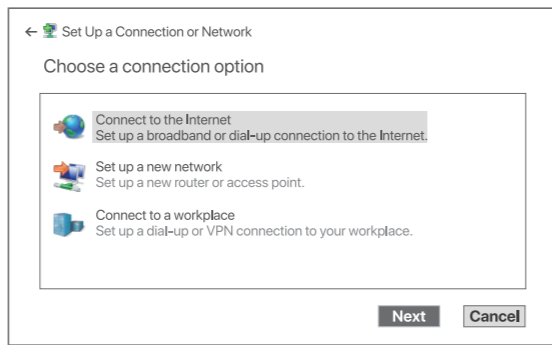 Set Up a Connection or Network
Choose a connection option
Connect to the Internet
Set up a broadband or dial-up connection to the Internet.
Set up a new network
Set up a new router or access point.
Connect to a workplace
Set up a dial-up or VPN connection to your workplace.
Next Cancel